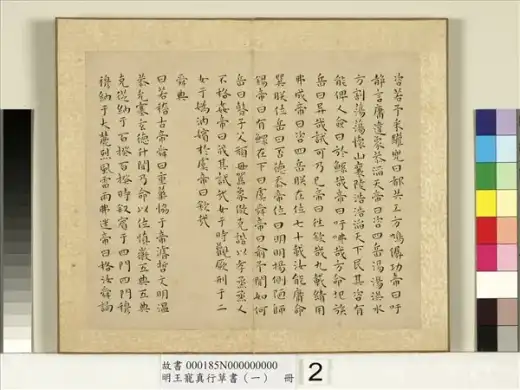 咨若予采驩兜曰都共工方鳩僝功帝曰吁
靜言庸違象恭滔天帝曰咨四岳湯湯洪水
方割蕩蕩懷山襄陵浩浩滔天下民其咨有
能俾乂僉曰於鯀哉帝曰吁咈哉方命圮族
岳曰异哉試可乃已帝曰往欽哉九載績用
弗成帝曰咨四岳朕在位七十載汝能庸命
巽朕位岳曰否德忝帝位曰明明揚側陋師
錫帝曰有鰥在下曰虞舜帝曰俞予聞如何
岳曰瞽子父頑母嚚象傲克諧以孝烝烝乂
不格姦帝曰我其試哉女于時觀厥刑于二
女于媯汭嬪于虞帝曰欽哉
舜典
曰若稽古帝舜曰重華協于帝濬哲文明溫
恭允塞玄德升聞乃命以位慎徽五典五典
克從納于百揆百揆時敘賓于四門四門穆
穆納于大麓烈風雷雨弗迷帝曰格汝舜詢
故書 000185N000000000
明王寵真行草書(一) 冊
2